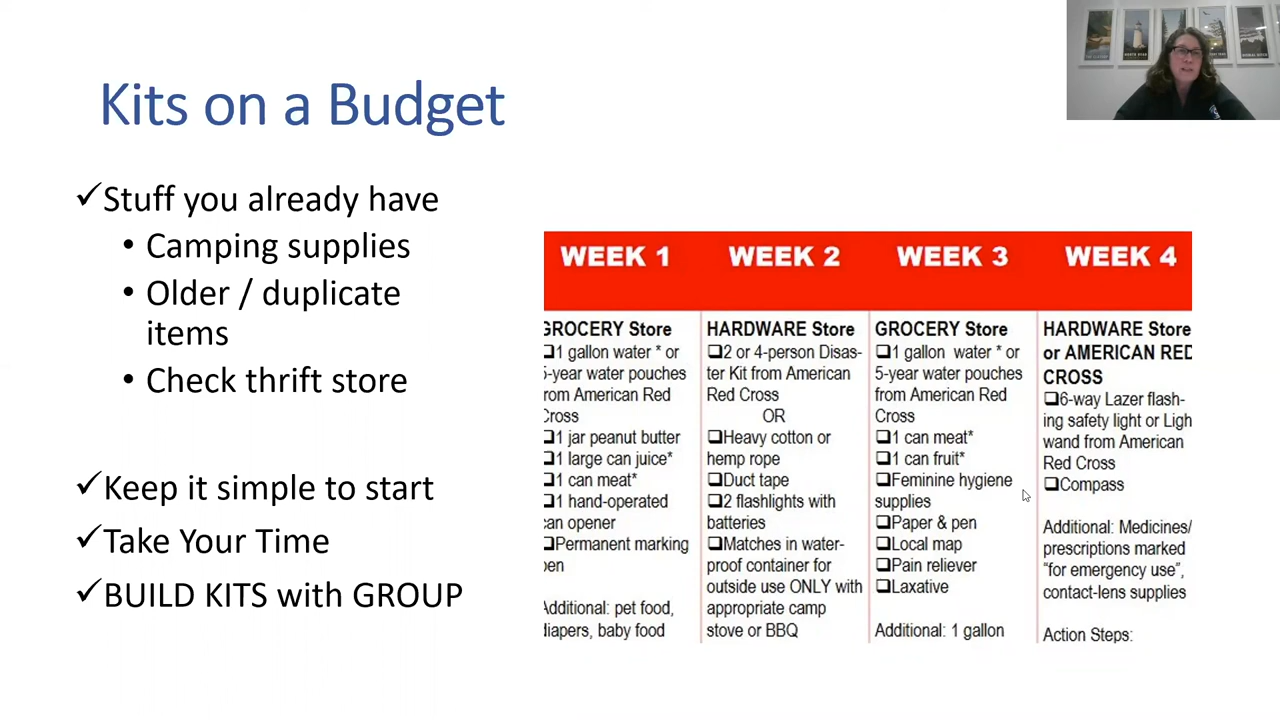 Kits on a Budget
✓Stuff you already have
• Camping supplies
• Older / duplicate
items
• Check thrift store
✓Keep it simple to start
✓Take Your Time
✓BUILD KITS with GROUP
WEEK 1
GROCERY Store
❑1 gallon water * or
5-year water pouches
from American Red
Cross
❑1 jar peanut butter
❑1 large can juice*
❑1 can meat*
❑1 hand-operated
can opener
❑Permanent marking
pen
Additional: pet food,
diapers, baby food
WEEK 2
HARDWARE Store
❑2 or 4-person Disas-
ter Kit from American
Red Cross
OR
❑Heavy cotton or
hemp rope
❑Duct tape
❑2 flashlights with
batteries
❑Matches in water-
proof container for
outside use ONLY with
appropriate camp
stove or BBQ
WEEK 3
GROCERY Store
❑1 gallon water * or
5-year water pouches
from American Red
Cross
❑1 can meat*
❑1 can fruit*
❑Feminine hygiene
supplies
❑Paper & pen
❑Local map
❑Pain reliever
❑Laxative
Additional: 1 gallon
WEEK 4
HARDWARE Store
or AMERICAN RED
CROSS
❑6-way Lazer flash-
ing safety light or Ligh
wand from American
Red Cross
❑Compass
Additional: Medicines/
prescriptions marked
"for emergency use",
contact-lens supplies
Action Steps: